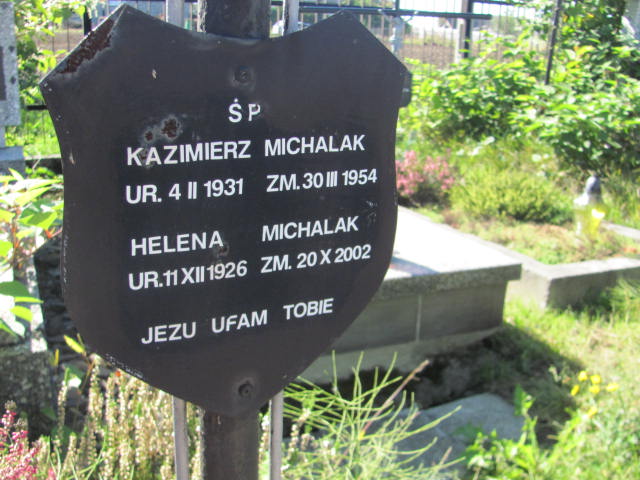 ŚP
KAZIMIERZ MICHALAK
UR. 4 II 1931 ZM. 30 III 1954
HELENA MICHALAK
UR. 11 XII 1926 ZM. 20 X 2002
JEZU UFAM TOBIE